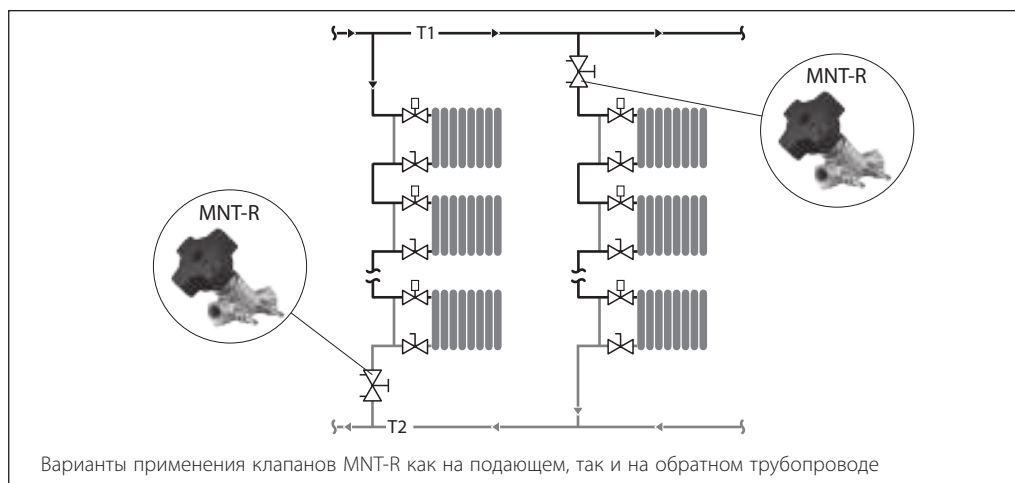 T1
MNT-R
MNT-R
T2
Варианты применения клапанов MNT-R как на подающем, так и на обратном трубопроводе